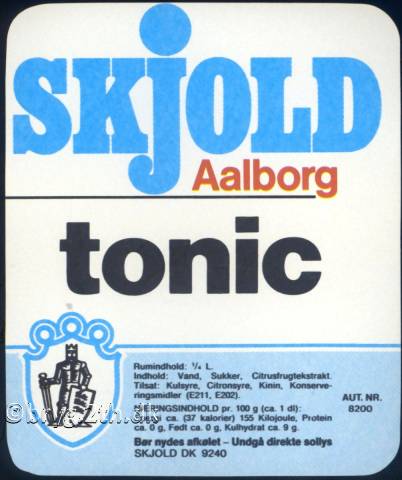 SKJOLD
Aalborg
tonic
Rumindhold: ¼ L.
Indhold: Vand, Sukker, Citrusfrugtekstrakt.
Tilsat: Kulsyre, Citronsyre, Kinin, Konserve-
ringsmidler (E211, E202).
NÆRINGSINDHOLD pr. 100 g (ca. 1 dl):
ca. (37 kalorier) 155 Kilojoule, Protein
ca. 0 g, Fedt ca. 0 g, Kulhydrat ca. 9 g.
AUT. NR.
8200
Bør nydes afkølet – Undgå direkte sollys
SKJOLD DK 9240